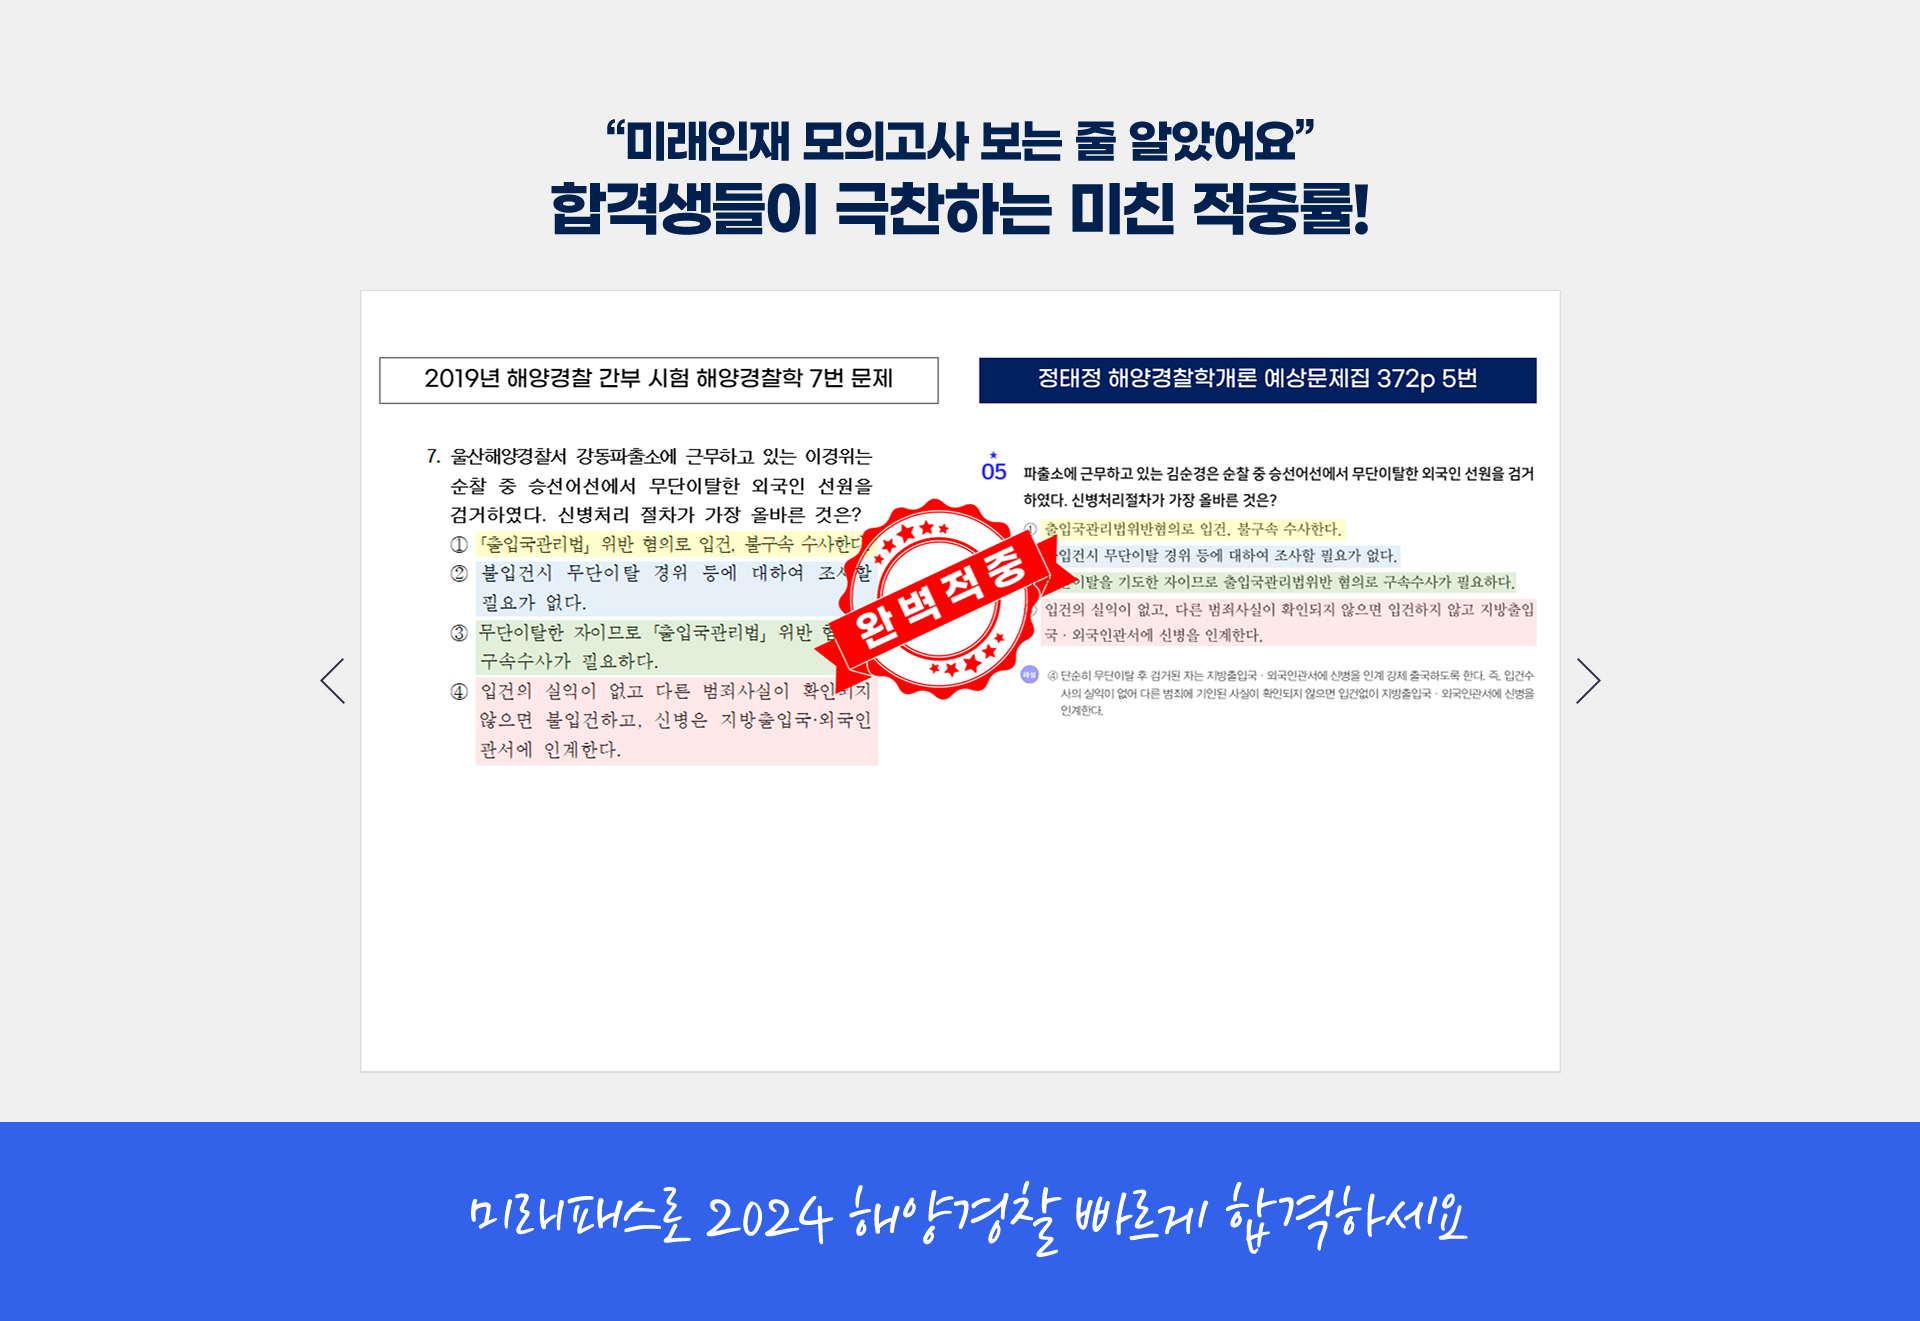 “미래인재 모의고사 보는 줄 알았어요”
합격생들이 극찬하는 미친 적중률!
2019년 해양경찰 간부 시험 해양경찰학 7번 문제
7. 울산해양경찰서 강동파출소에 근무하고 있는 이경위는
순찰 중 승선어선에서 무단이탈한 외국인 선원을
검거하였다. 신병처리 절차가 가장 올바른 것은?
① 「출입국관리법」 위반 혐의로 입건, 불구속 수사한다.
② 불입건시 무단이탈 경위 등에 대하여 조사할
필요가 없다.
③ 무단이탈한 자이므로 「출입국관리법」 위반
구속수사가 필요하다.
④ 입건의 실익이 없고 다른 범죄사실이 확인되지
않으면 불입건하고, 신병은 지방출입국·외국인
관서에 인계한다.
완벽적중
정태정 해양경찰학개론 예상문제집 372p 5번
★
05 파출소에 근무하고 있는 김순경은 순찰 중 승선어선에서 무단이탈한 외국인 선원을 검거
하였다. 신병처리절차가 가장 올바른 것은?
① 출입국관리법위반혐의로 입건, 불구속 수사한다.
무단이탈 경위 등에 대하여 조사할 필요가 없다.
기도한 자이므로 출입국관리법위반 혐의로 구속수사가 필요하다.
입건의 실익이 없고, 다른 범죄사실이 확인되지 않으면 입건하지 않고 지방출입
국 · 외국인관서에 신병을 인계한다.
해설 ④ 단순히 무단이탈 후 검거된 자는 지방출입국 · 외국인관서에 신병을 인계 강제 출국하도록 한다. 즉, 입건수
사의 실익이 없어 다른 범죄에 기인된 사실이 확인되지 않으면 입건없이 지방출입국 · 외국인관서에 신병을
인계한다.
미래패스로 2024 해양경찰 빠르게 합격하세요